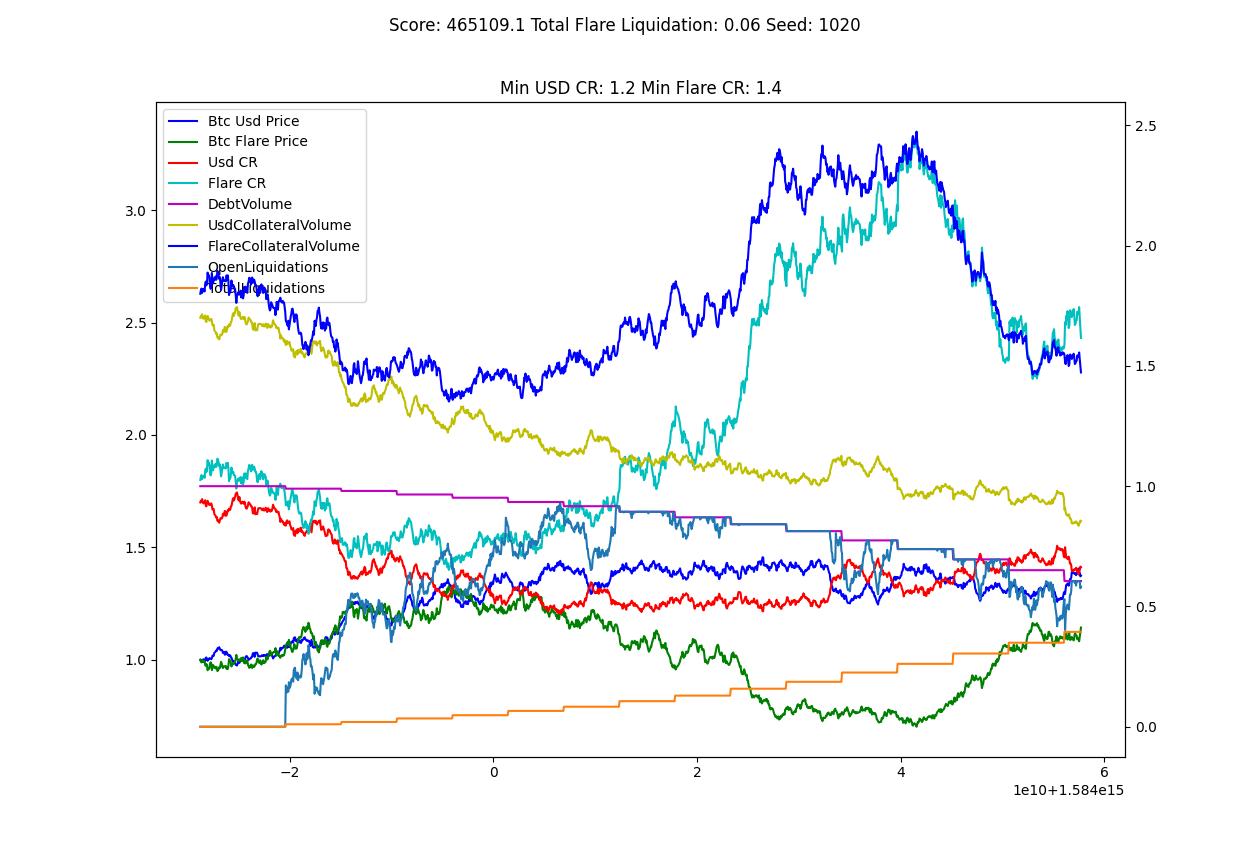 Score: 465109.1 Total Flare Liquidation: 0.06 Seed: 1020
Min USD CR: 1.2 Min Flare CR: 1.4
Btc Usd Price
Btc Flare Price
Usd CR
Flare CR
DebtVolume
UsdCollateralVolume
FlareCollateralVolume
OpenLiquidations
TotalLiquidations
3.0
2.5
2.0
1.5
1.0
2.5
2.0
1.5
1.0
0.5
0.0
−2
0
2
4
6
1e10+1.584e15